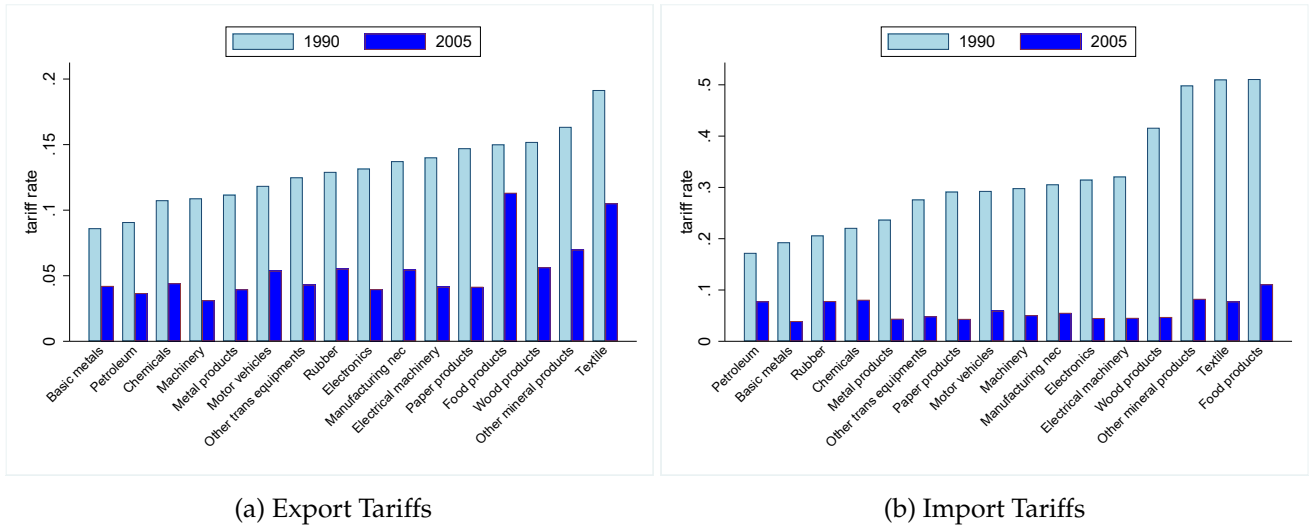 1990 2005
tariff rate
0 .05 .1 .15 .2
Basic metals
Petroleum
Chemicals
Machinery
Metal products
Motor vehicles
Other trans equipments
Rubber
Electronics
Manufacturing nec
Electrical machinery
Paper products
Food products
Wood products
Other mineral products
Textile
(a) Export Tariffs
1990 2005
tariff rate
0 .1 .2 .3 .4 .5
Petroleum
Basic metals
Rubber
Chemicals
Metal products
Other trans equipments
Paper products
Motor vehicles
Machinery
Manufacturing nec
Electronics
Electrical machinery
Wood products
Other mineral products
Textile
Food products
(b) Import Tariffs